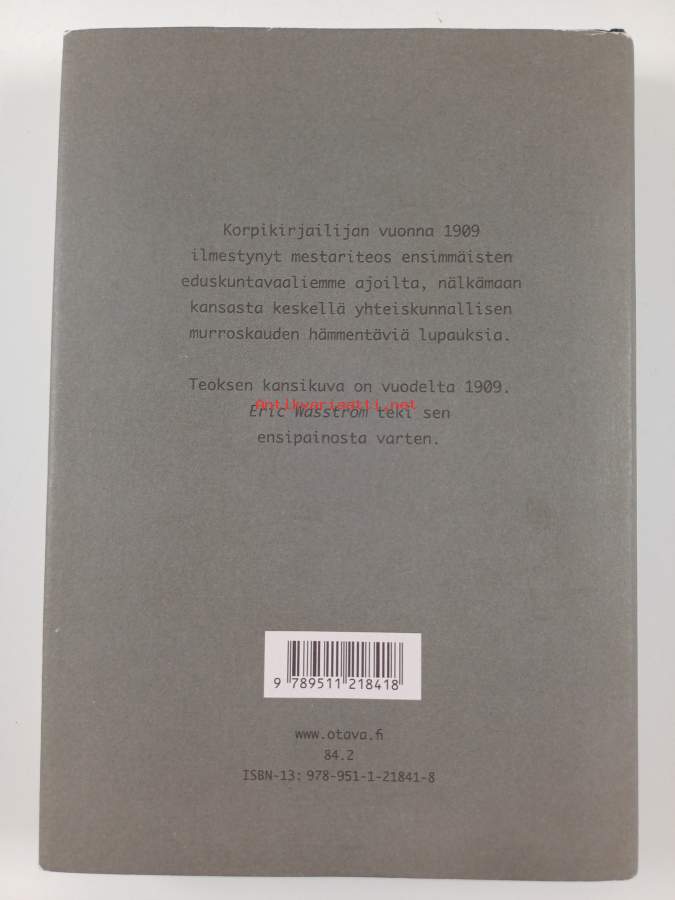 Korpikirjailijan vuonna 1909
ilmestynyt mestariteos ensimmäisten
eduskuntavaaliemme ajoilta, nälkämaan
kansasta keskellä yhteiskunnallisen
murroskauden hämmentäviä lupauksia.
Teoksen kansikuva on vuodelta 1909.
Antikvariaatti.net
Eric Wasström teki sen
ensipainosta varten.
9 789511 218418
www.otava.fi
84.2
ISBN-13: 978-951-1-21841-8